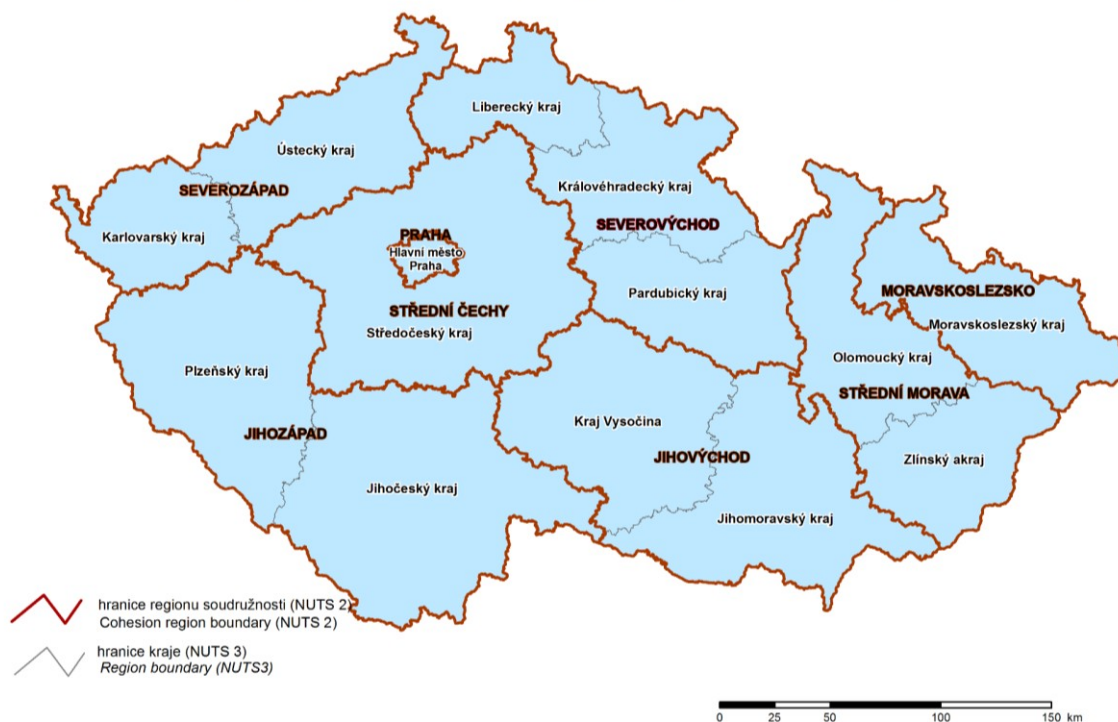 Liberecký kraj
Ústecký kraj
SEVEROZÁPAD
Královéhradecký kraj
SEVEROVÝCHOD
Karlovarský kraj
PRAHA
Hlavní město
Praha
Pardubický kraj
MORAVSKOSLEZSKO
STŘEDNÍ ČECHY
Středočeský kraj
Moravskoslezský kraj
Olomoucký kraj
Plzeňský kraj
STŘEDNÍ MORAVA
Kraj Vysočina
JIHOZÁPAD
JIHOVÝCHOD
Zlínský akraj
Jihočeský kraj
Jihomoravský kraj
hranice regionu soudružnosti (NUTS 2)
Cohesion region boundary (NUTS 2)
hranice kraje (NUTS 3)
Region boundary (NUTS3)
0 25 50 100 150 km